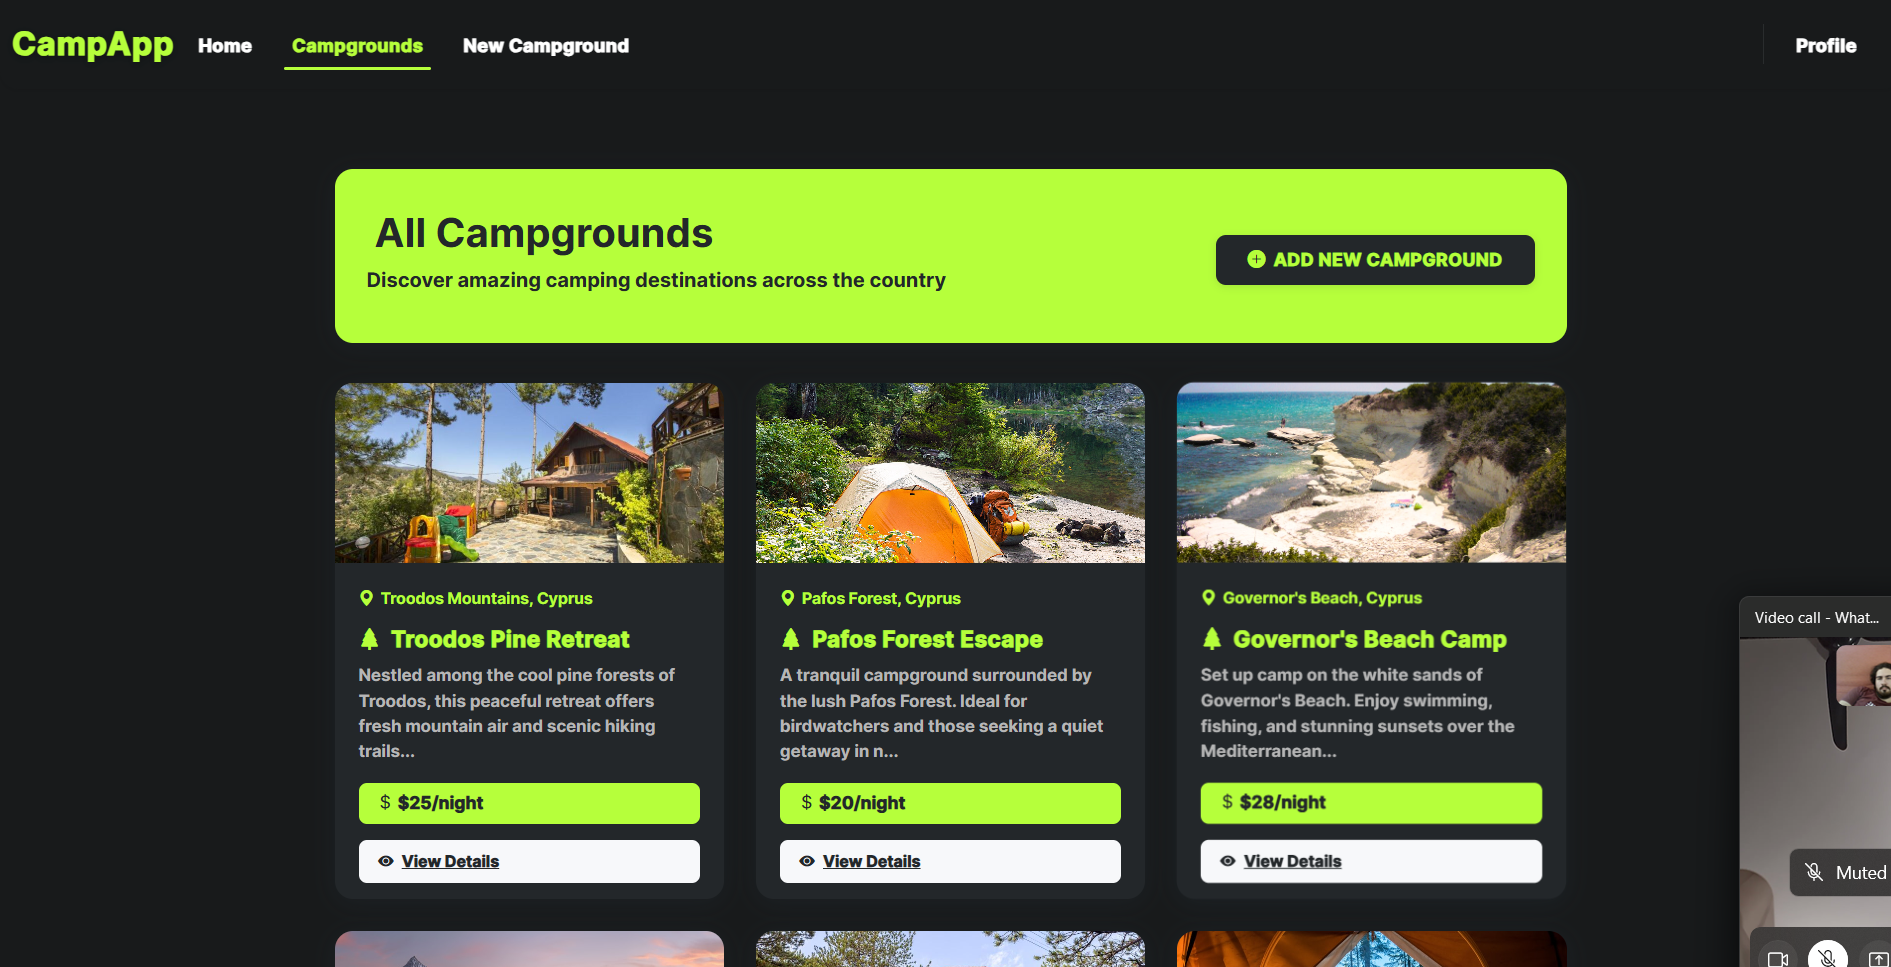 CampApp
Home
Campgrounds
New Campground
Profile
All Campgrounds
Discover amazing camping destinations across the country
ADD NEW CAMPGROUND
Troodos Mountains, Cyprus
Troodos Pine Retreat
Nestled among the cool pine forests of
Troodos, this peaceful retreat offers
fresh mountain air and scenic hiking
trails...
$ $25/night
View Details
Pafos Forest, Cyprus
Pafos Forest Escape
A tranquil campground surrounded by
the lush Pafos Forest. Ideal for
birdwatchers and those seeking a quiet
getaway in n...
$ $20/night
View Details
Governor's Beach, Cyprus
Governor's Beach Camp
Set up camp on the white sands of
Governor's Beach. Enjoy swimming,
fishing, and stunning sunsets over the
Mediterranean...
$ $28/night
View Details
Video call - What...
Muted